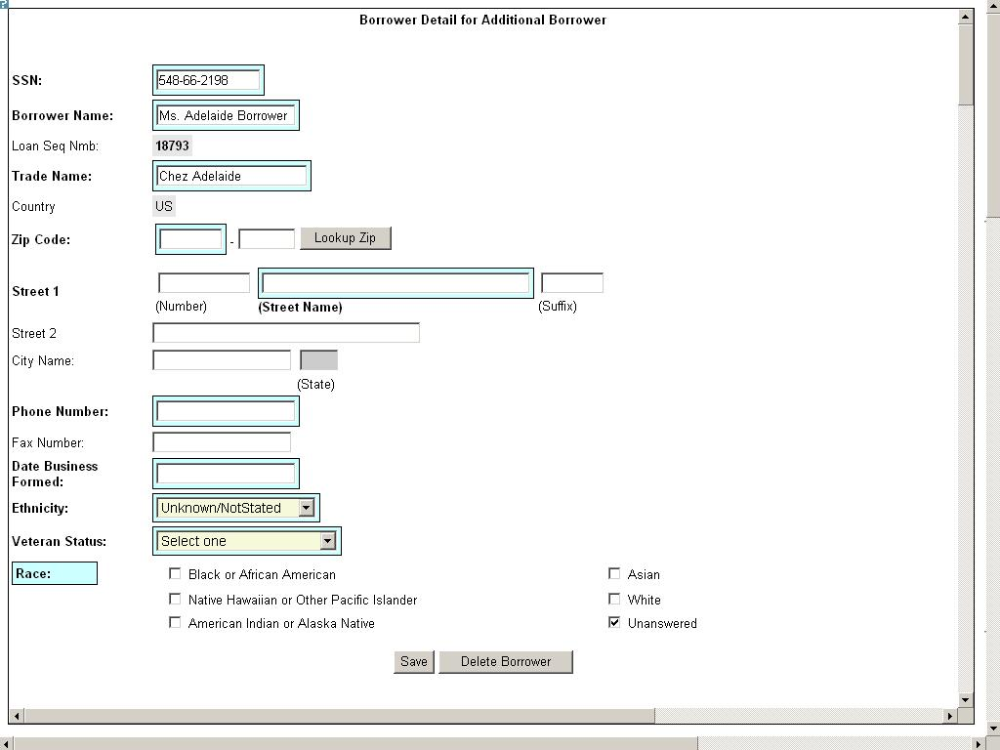 Borrower Detail for Additional Borrower
SSN: 548-66-2198
Borrower Name: Ms. Adelaide Borrower
Loan Seq Nmb: 18793
Trade Name: Chez Adelaide
Country US
Zip Code: - Lookup Zip
Street 1
(Number) (Street Name) (Suffix)
Street 2
City Name:
(State)
Phone Number:
Fax Number:
Date Business
Formed:
Ethnicity: Unknown/NotStated
Veteran Status: Select one
Race: Black or African American Asian
Native Hawaiian or Other Pacific Islander White
American Indian or Alaska Native Unanswered
Save Delete Borrower